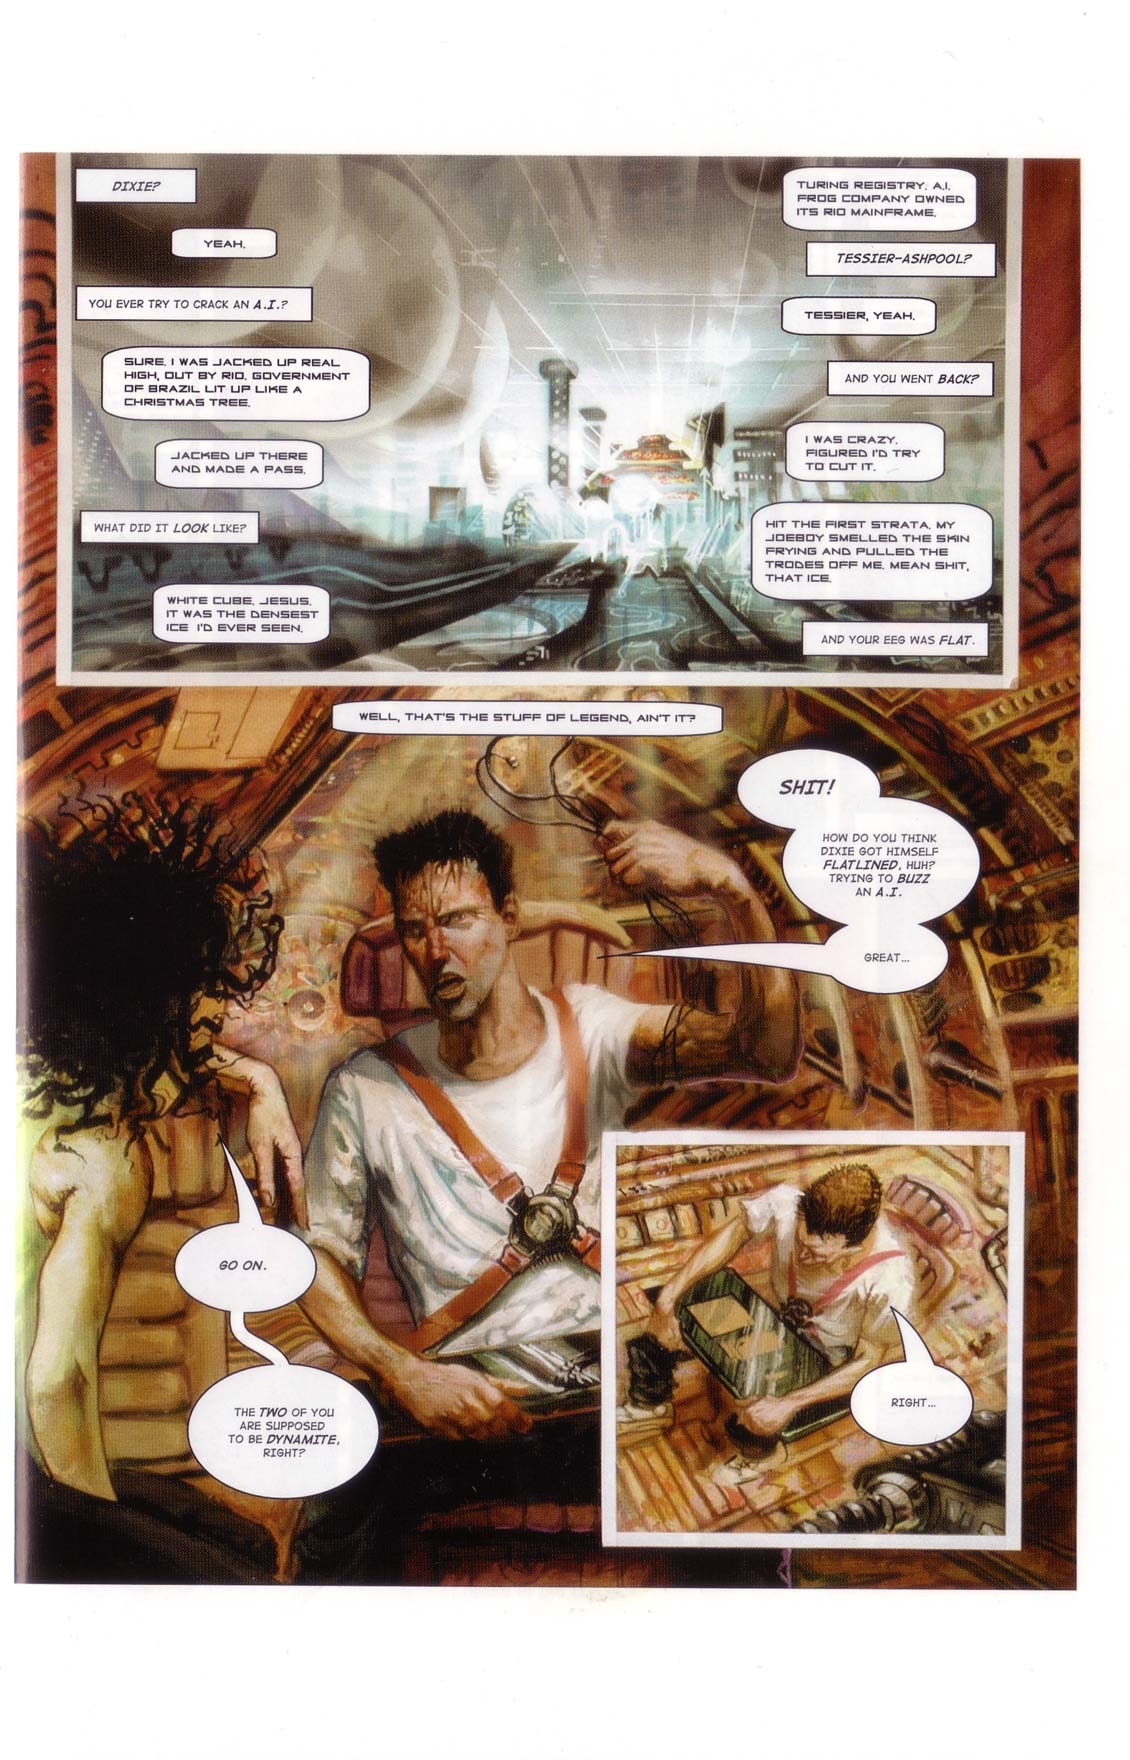 DIXIE?
YEAH.
YOU EVER TRY TO CRACK AN A.I.?
SURE. I WAS JACKED UP REAL
HIGH, OUT BY RIO. GOVERNMENT
OF BRAZIL LIT UP LIKE A
CHRISTMAS TREE.
JACKED UP THERE
AND MADE A PASS.
WHAT DID IT LOOK LIKE?
WHITE CUBE. JESUS.
IT WAS THE DENSEST
ICE I'D EVER SEEN.
TURING REGISTRY. A.I.
FROG COMPANY OWNED
ITS RIO MAINFRAME.
TESSIER-ASHPOOL?
TESSIER, YEAH.
AND YOU WENT BACK?
I WAS CRAZY.
FIGURED I'D TRY
TO CUT IT.
HIT THE FIRST STRATA. MY
JOEBOY SMELLED THE SKIN
FRYING AND PULLED THE
TRODES OFF ME. MEAN SHIT,
THAT ICE.
AND YOUR EEG WAS FLAT.
WELL, THAT'S THE STUFF OF LEGEND, AIN'T IT?
SHIT!
HOW DO YOU THINK
DIXIE GOT HIMSELF
FLATLINED, HUH?
TRYING TO BUZZ
AN A.I.
GREAT...
GO ON.
THE TWO OF YOU
ARE SUPPOSED
TO BE DYNAMITE,
RIGHT?
RIGHT...